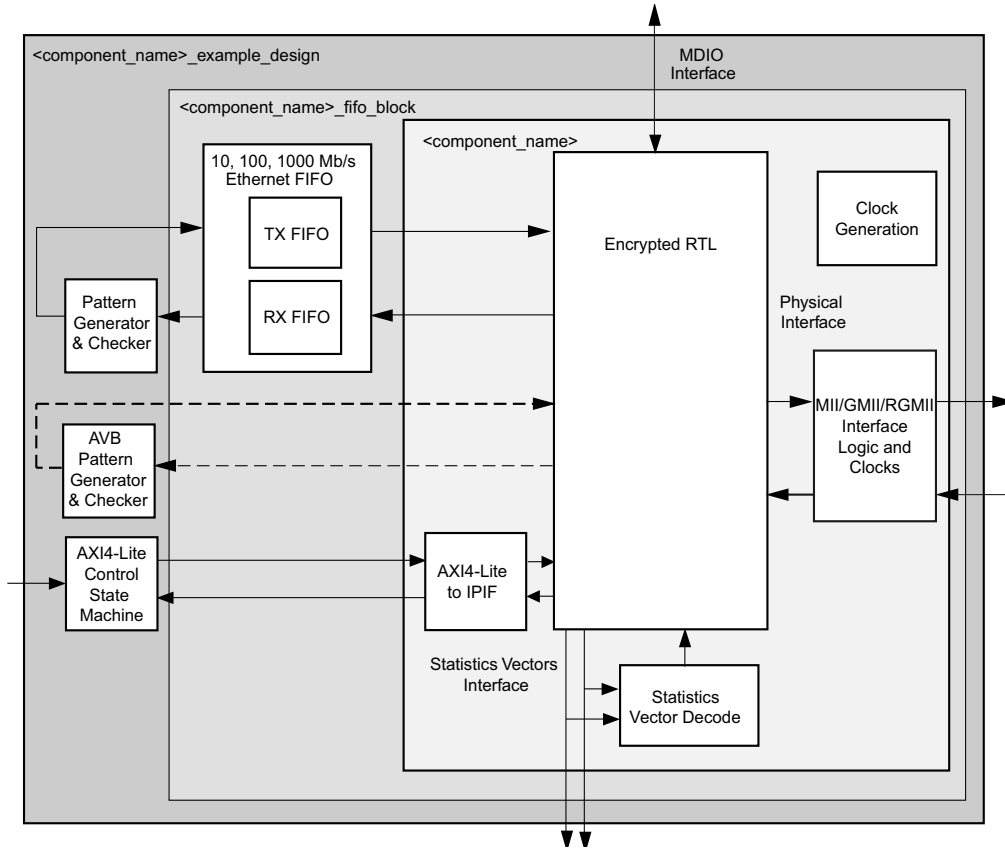 <component_name>_example_design
MDIO
Interface
<component_name>_fifo_block
<component_name>
10, 100, 1000 Mb/s
Ethernet FIFO
TX FIFO
RX FIFO
Encrypted RTL
Clock
Generation
Pattern
Generator
& Checker
Physical
Interface
MII/GMII/RGMII
Interface
Logic and
Clocks
AVB
Pattern
Generator
& Checker
AXI4-Lite
Control
State
Machine
AXI4-Lite
to IPIF
Statistics Vectors
Interface
Statistics
Vector Decode